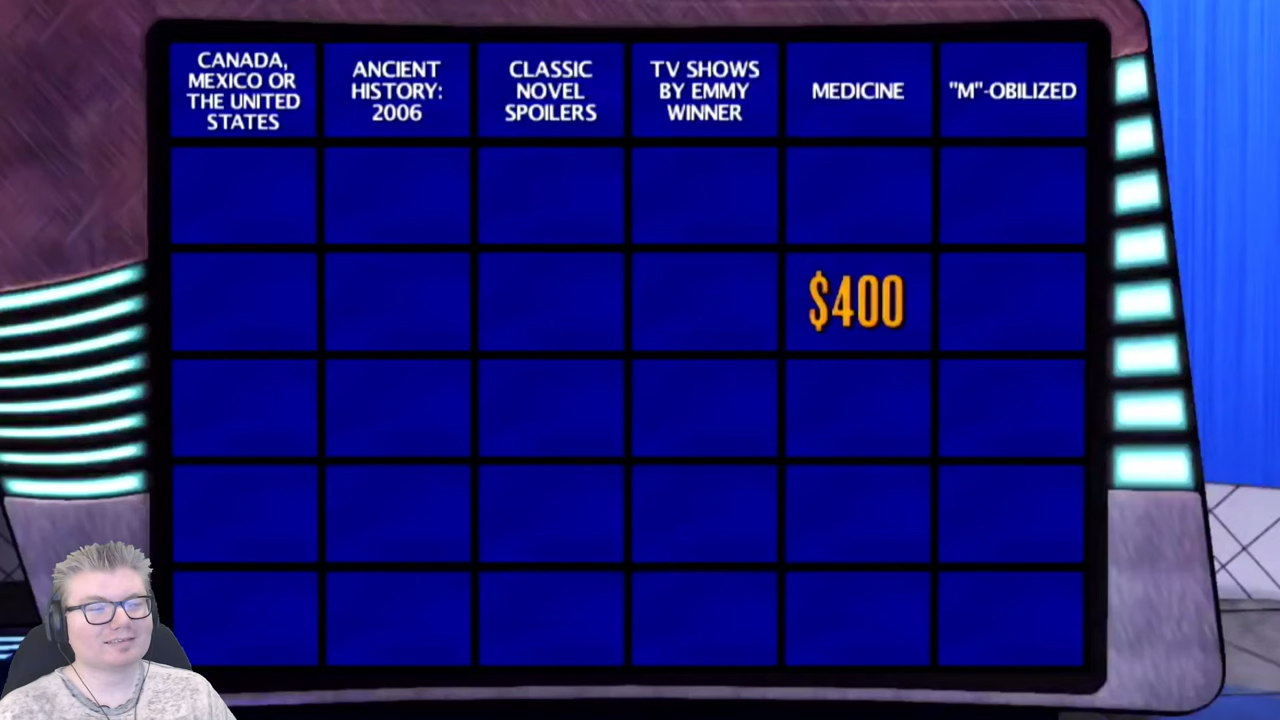 CANADA,
MEXICO OR
THE UNITED
STATES
ANCIENT
HISTORY:
2006
CLASSIC
NOVEL
SPOILERS
TV SHOWS
BY EMMY
WINNER
MEDICINE
"M"-OBILIZED
$400